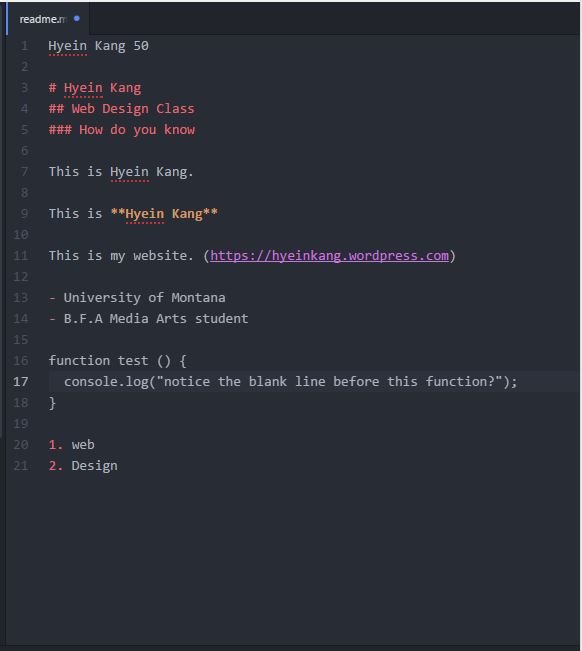 readme.m
1 Hyein Kang 50
2
3 # Hyein Kang
4 ## Web Design Class
5 ### How do you know
6
7 This is Hyein Kang.
8
9 This is **Hyein Kang**
10
11 This is my website. (https://hyeinkang.wordpress.com)
12
13 - University of Montana
14 - B.F.A Media Arts student
15
16 function test () {
17   console.log("notice the blank line before this function?");
18 }
19
20 1. web
21 2. Design